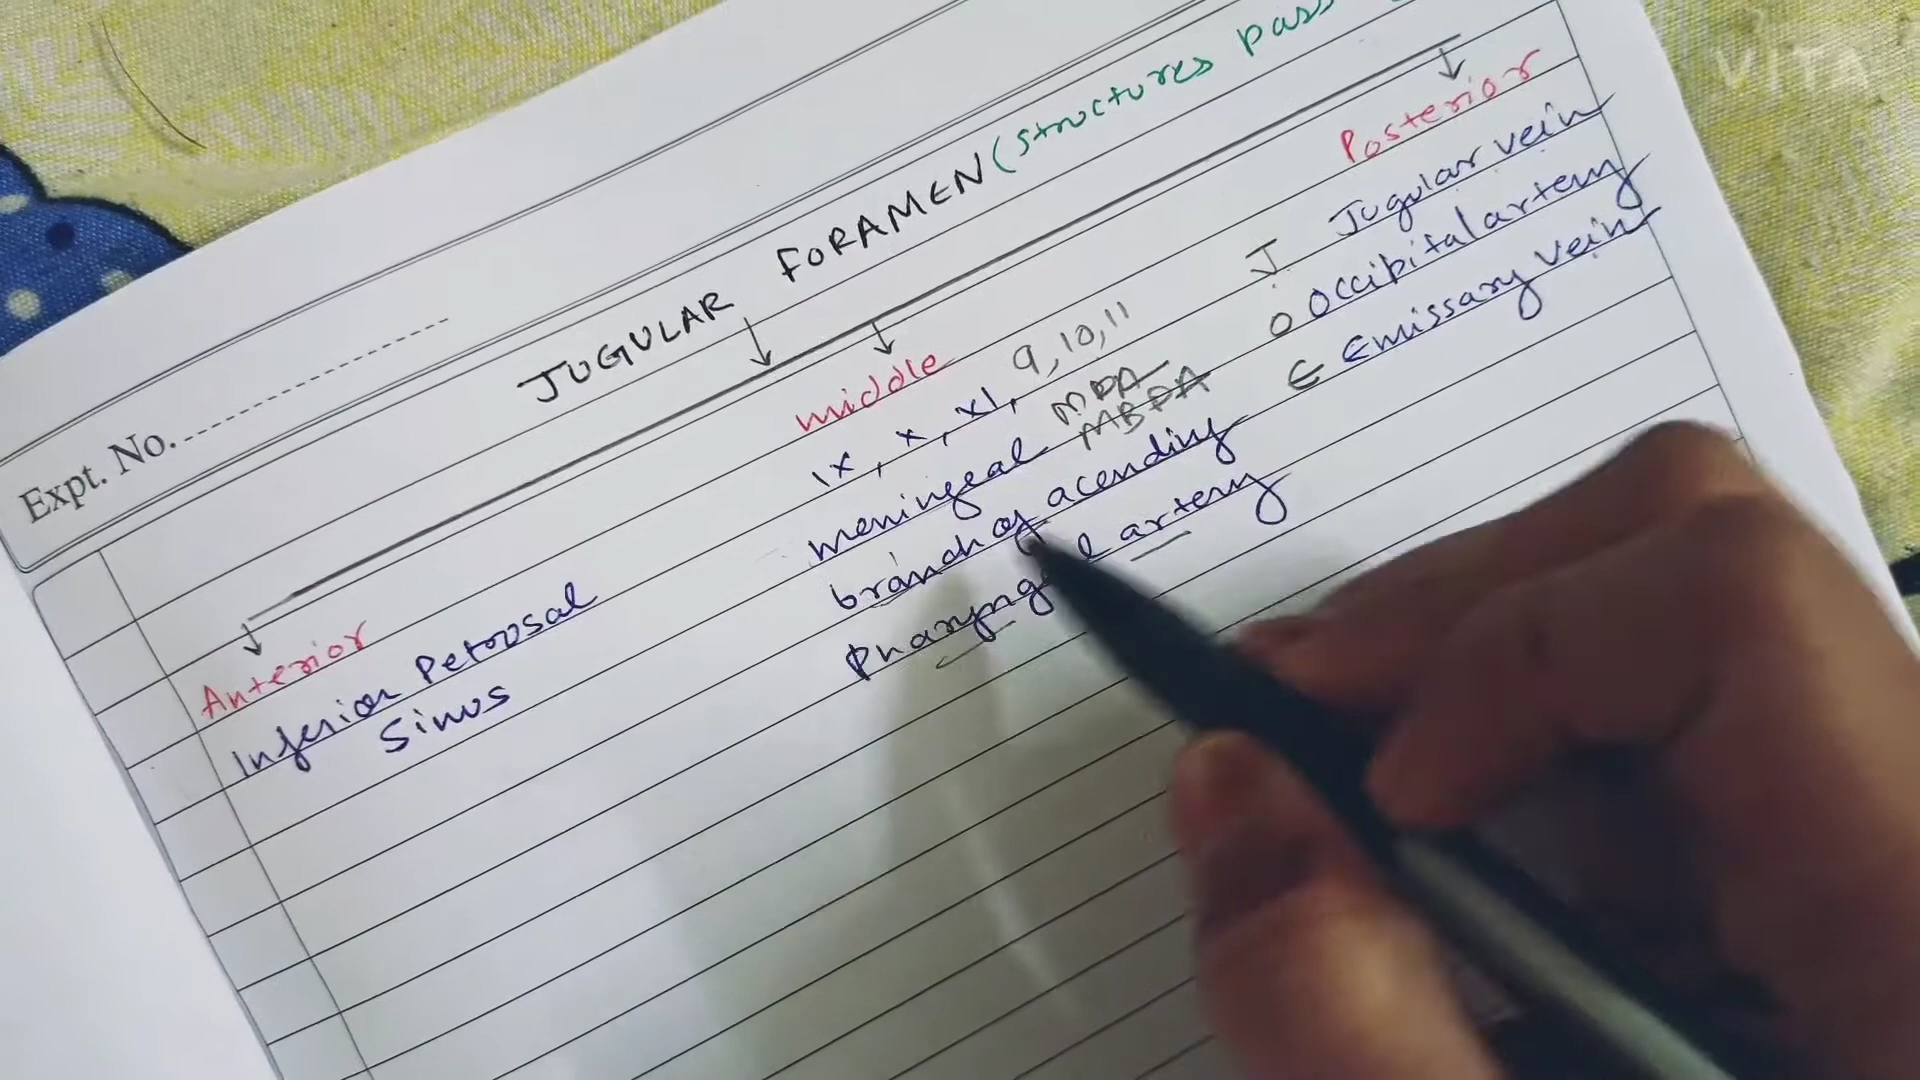 VITA
JUGULAR FORAMEN (structures pass
Expt. No.
Anterior
Inferior Petrosal
Sinus
middle
IX, X, XI, 9, 10, 11
meningeal
MBPA
branch of acending
Pharyngeal artery
Posterior
J Jugular vein
O Occipital artery
E Emissary vein